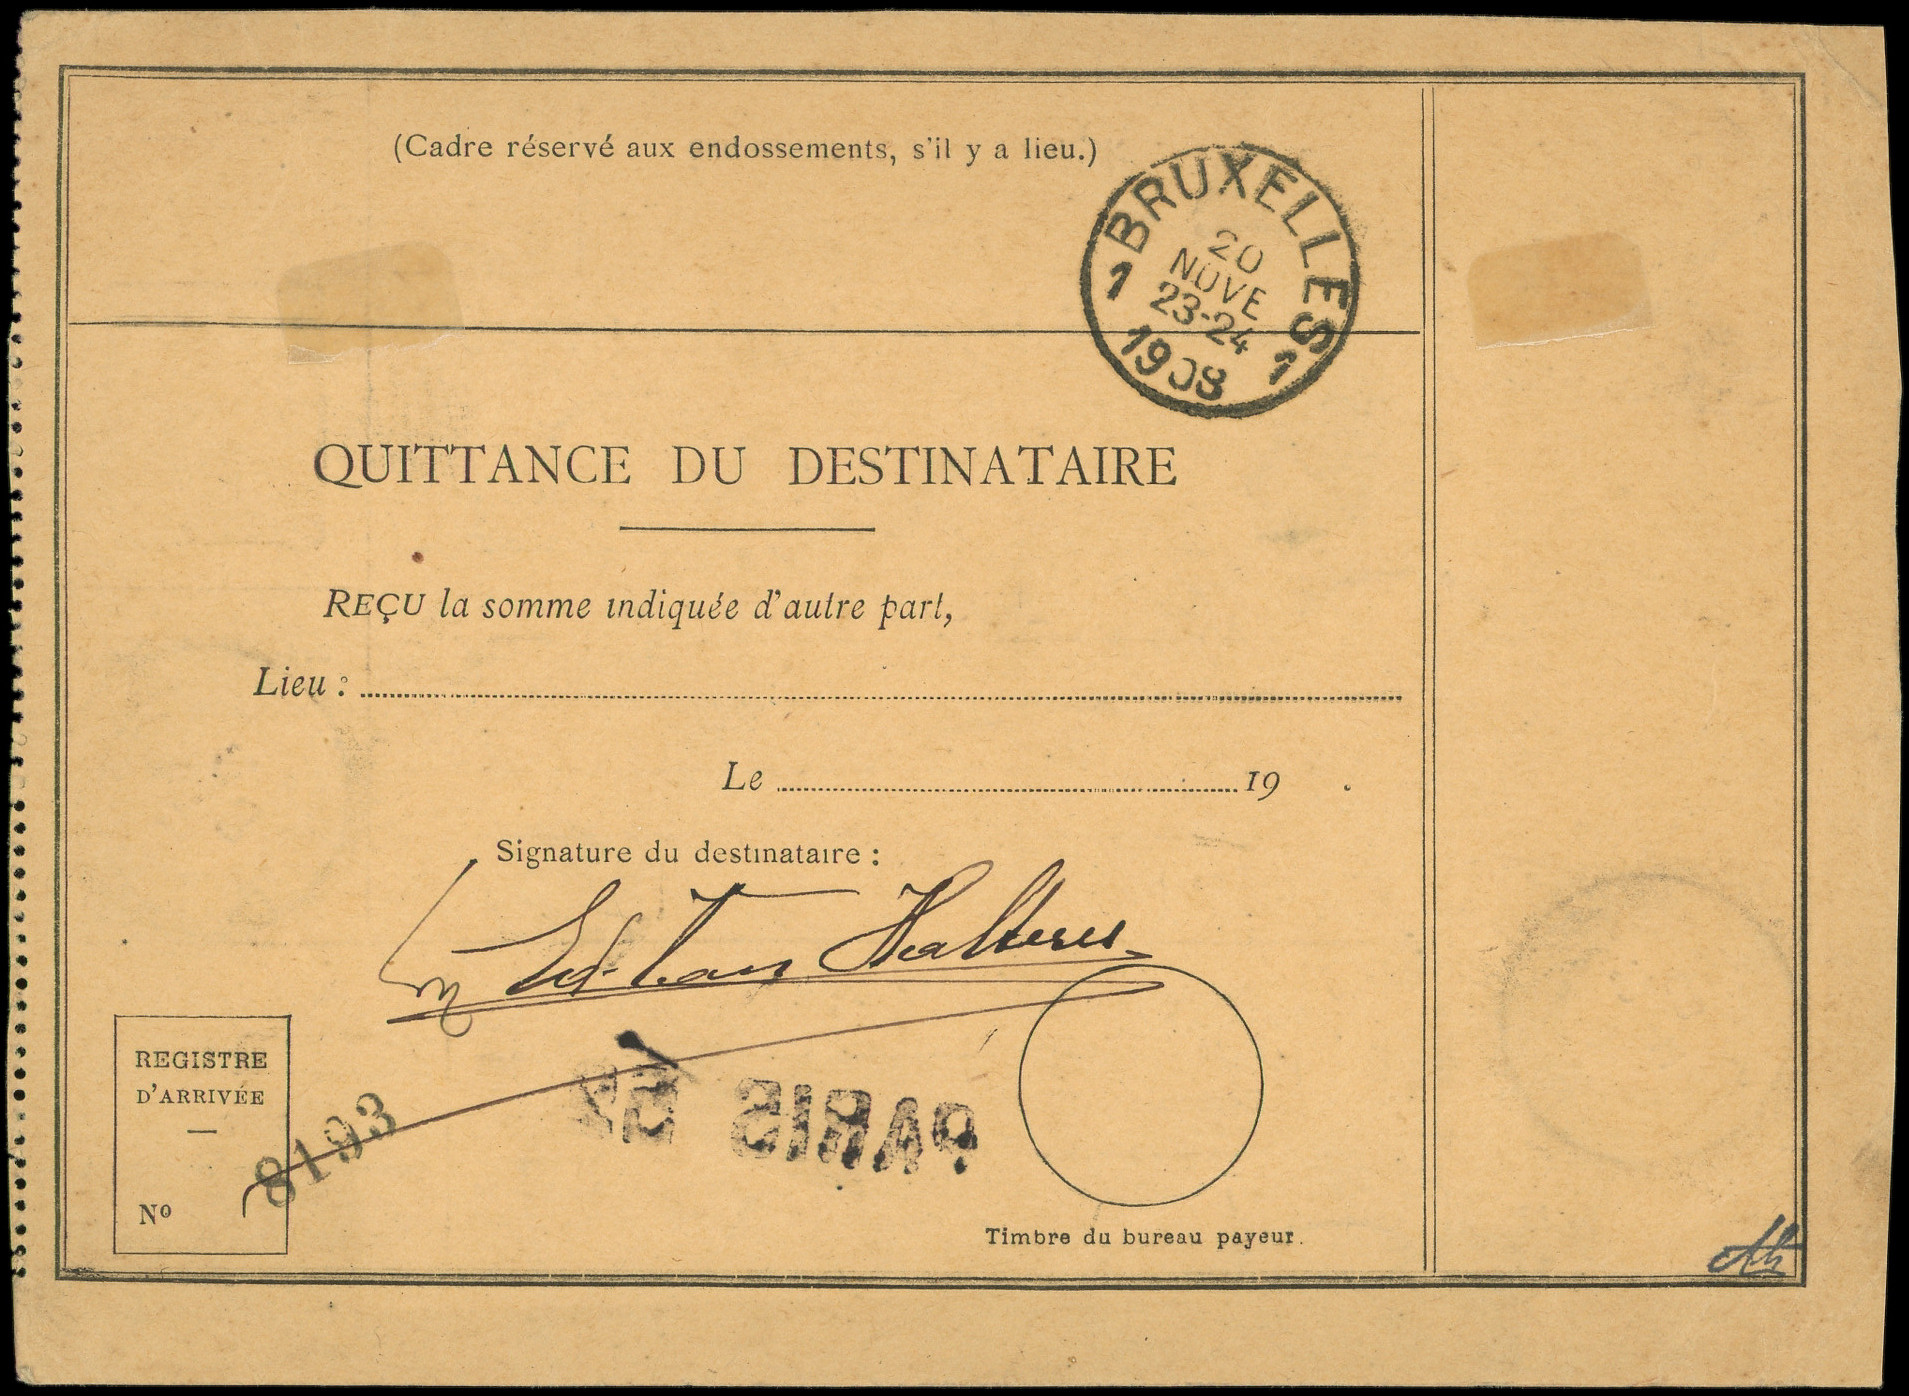 (Cadre réservé aux endossements, s'il y a lieu.)
BRUXELLES
20
NOVE
23-24
1 1
1908
QUITTANCE DU DESTINATAIRE
REÇU la somme indiquée d'autre part,
Lieu :
Le 19 .
Signature du destinataire :
REGISTRE
D'ARRIVÉE
8193
No
PARIS
Timbre du bureau payeur.